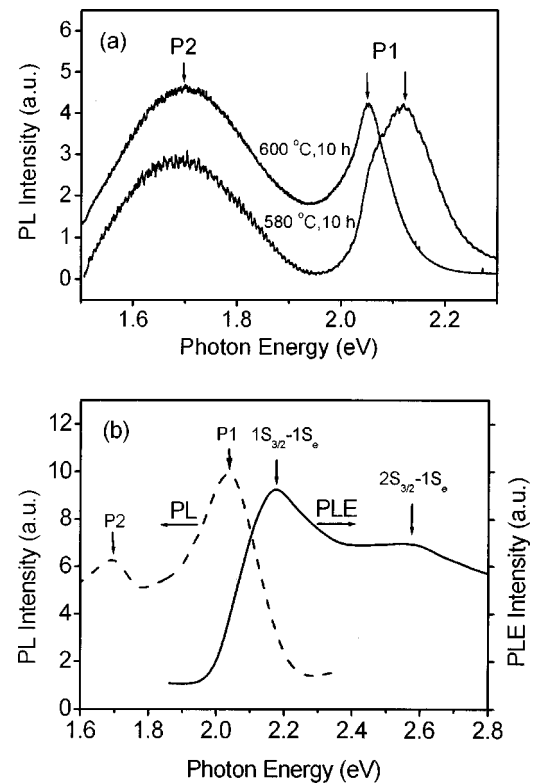 (a)
P2
P1
600 °C,10 h
580 °C,10 h
PL Intensity (a.u.)
6
5
4
3
2
1
0
1.6
1.8
2.0
2.2
Photon Energy (eV)
(b)
P1
1S3/2-1Se
2S3/2-1Se
P2
PL
PLE
PL Intensity (a.u.)
PLE Intensity (a.u.)
12
10
8
6
4
2
0
1.6
1.8
2.0
2.2
2.4
2.6
2.8
Photon Energy (eV)